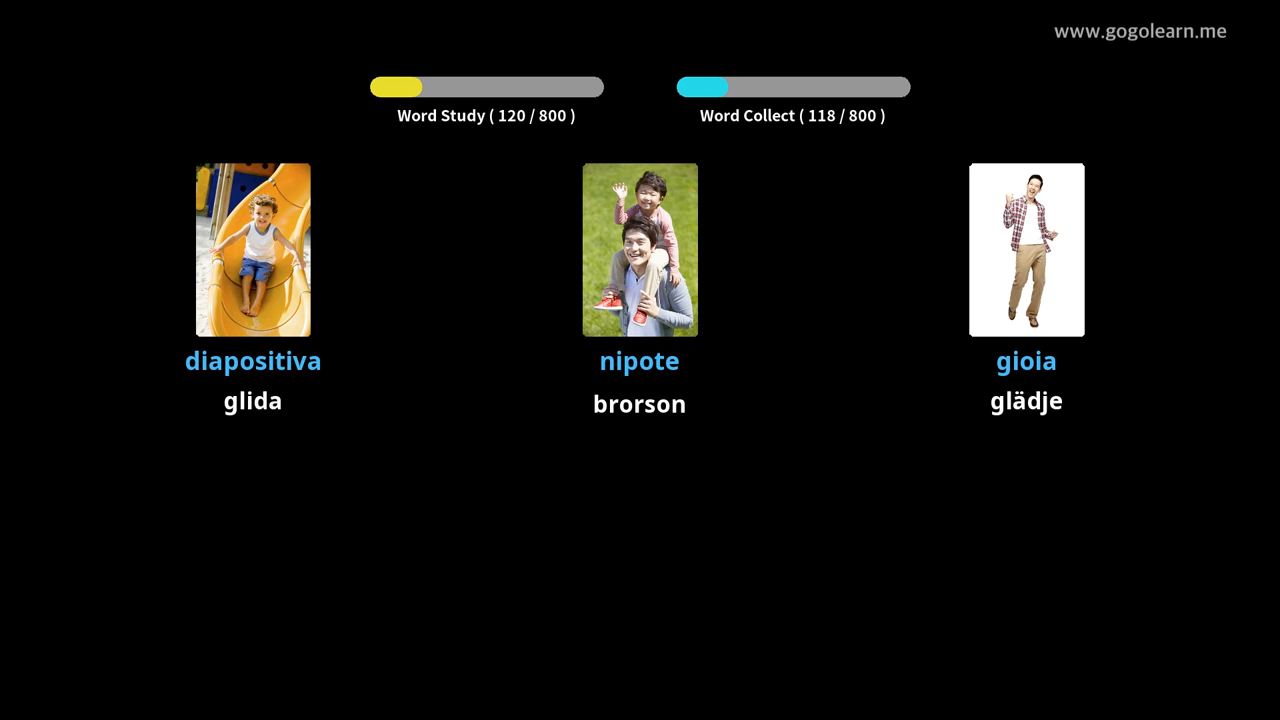 www.gogolearn.me
Word Study ( 120 / 800 )
Word Collect ( 118 / 800 )
diapositiva
glida
nipote
brorson
gioia
glädje